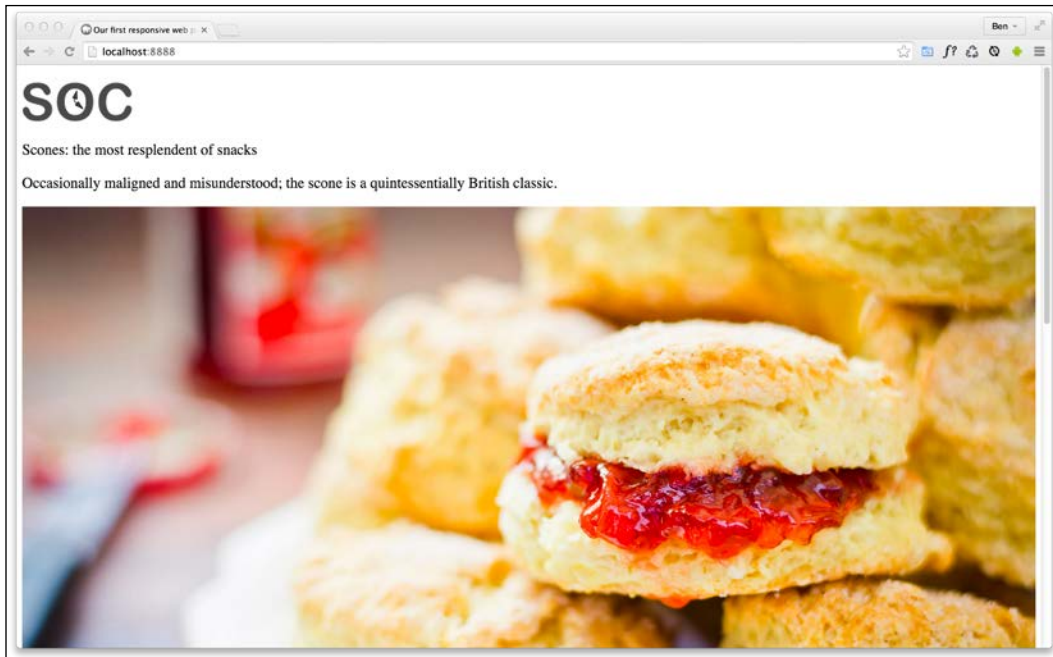 Our first responsive web p
Ben
localhost:8888
f?
SOC
Scones: the most resplendent of snacks
Occasionally maligned and misunderstood; the scone is a quintessentially British classic.